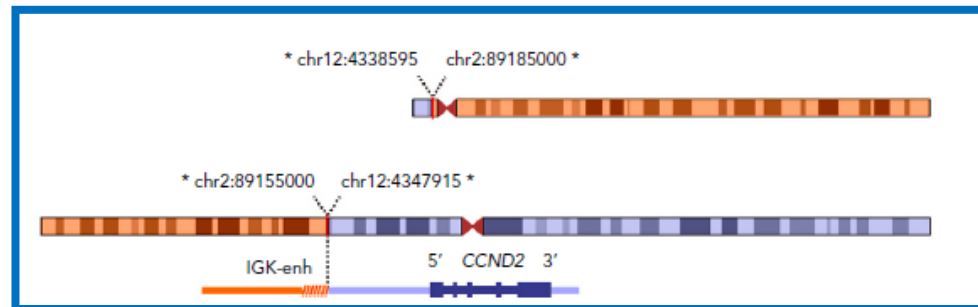 * chr12:4338595 chr2:89185000 *
* chr2:89155000 chr12:4347915 *
IGK-enh 5′ CCND2 3′